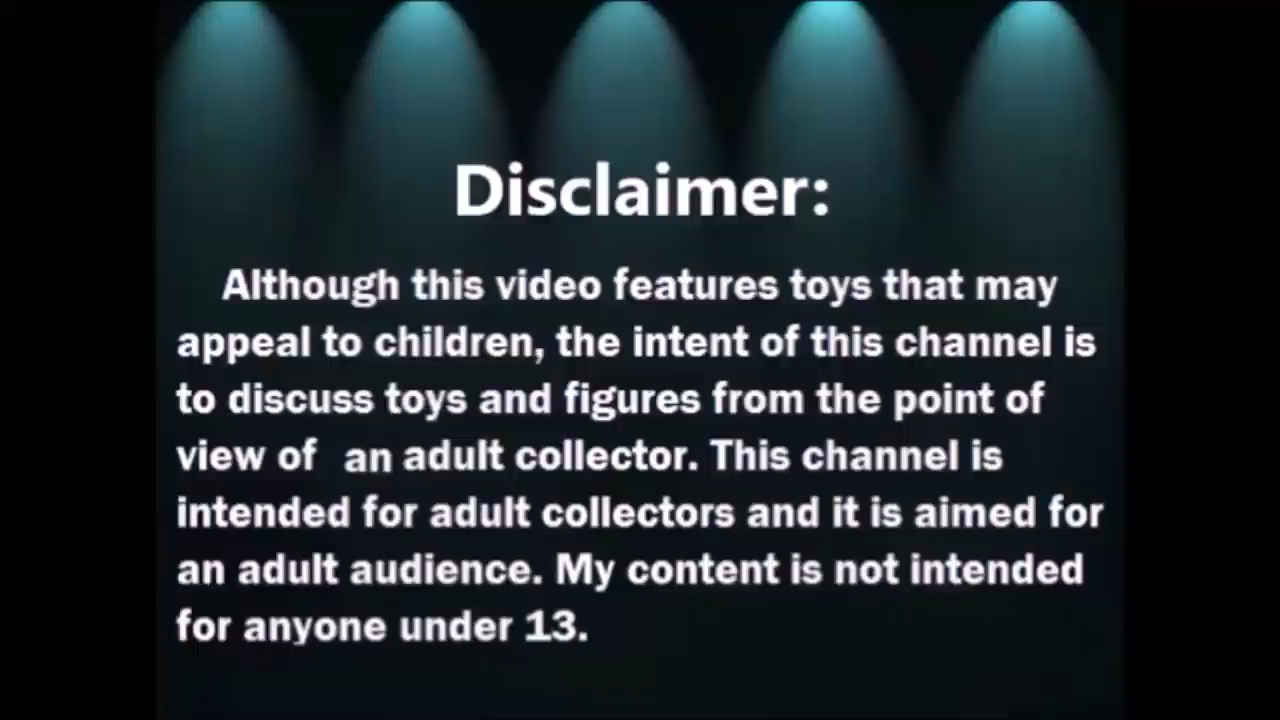 Disclaimer:
Although this video features toys that may
appeal to children, the intent of this channel is
to discuss toys and figures from the point of
view of an adult collector. This channel is
intended for adult collectors and it is aimed for
an adult audience. My content is not intended
for anyone under 13.